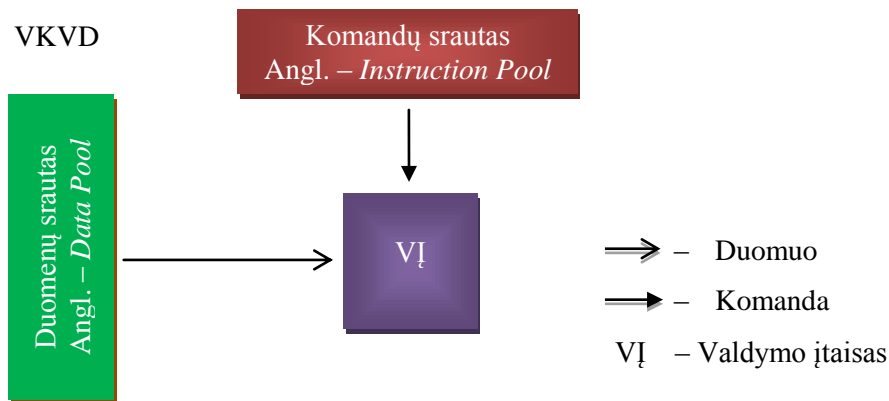 VKVD
Komandų srautas
Angl. – Instruction Pool
Duomenų srautas
Angl. – Data Pool
VĮ
– Duomuo
– Komanda
VĮ – Valdymo įtaisas